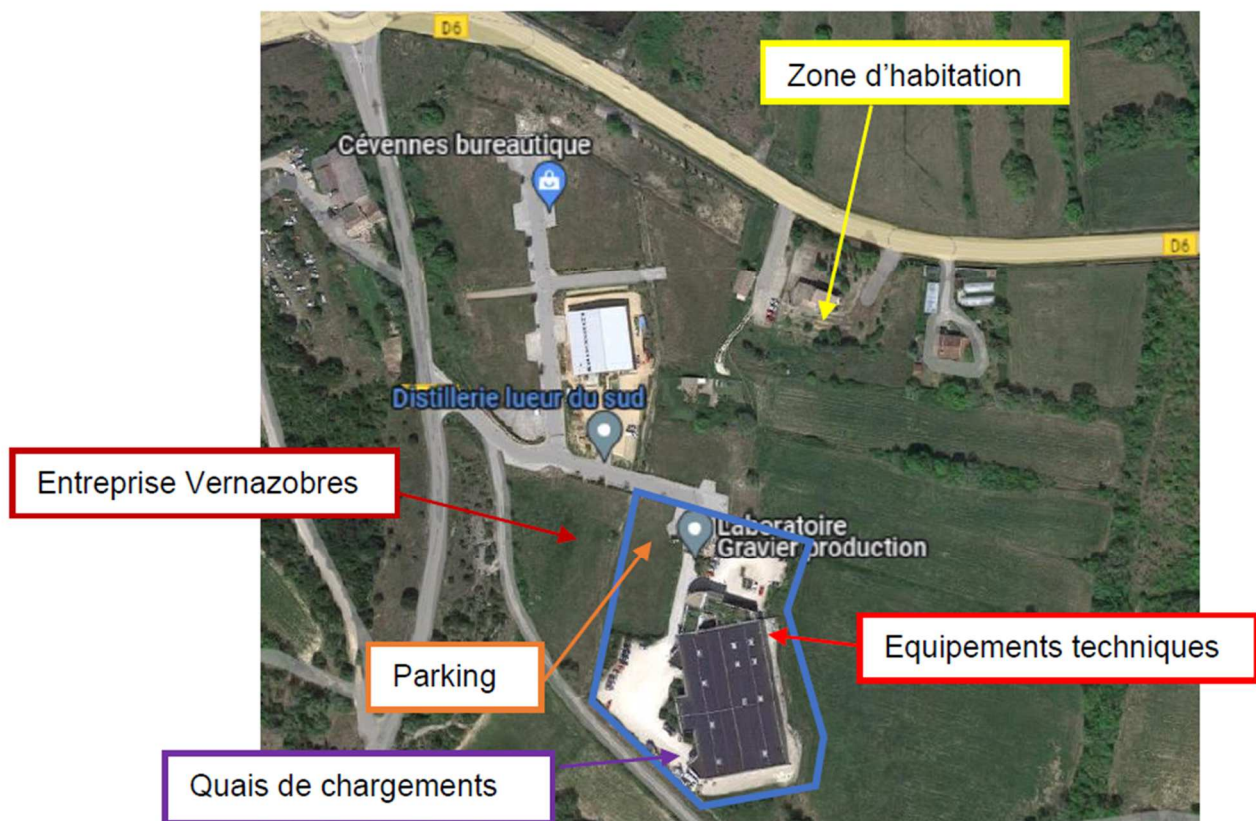 D6
Zone d'habitation
Cévennes bureautique
D6
Distillerie lueur du sud
Entreprise Vernazobres
Laboratoire
Gravier production
Equipements techniques
Parking
Quais de chargements